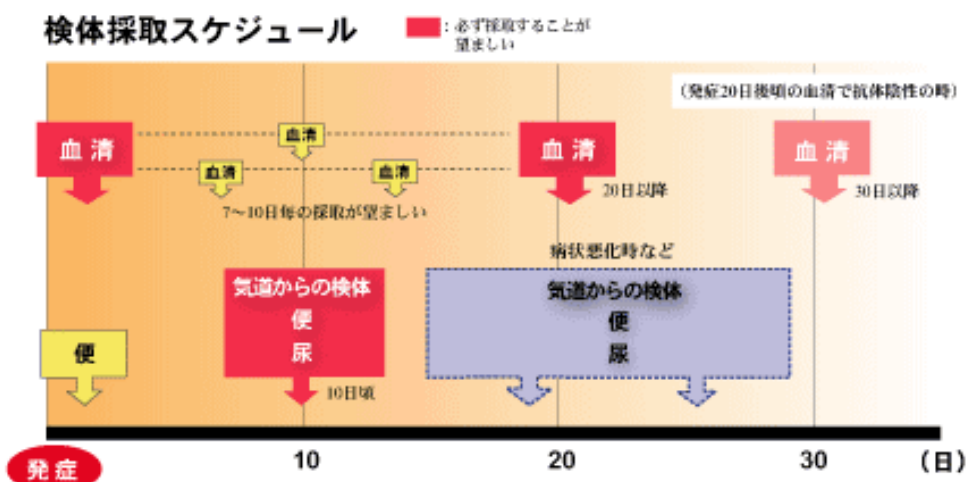 検体採取スケジュール
：必ず採取することが
望ましい
（発症20日後頃の血清で抗体陰性の時）
血清
血清
血清
血清
血清
血清
20日以降
30日以降
7〜10日毎の採取が望ましい
病状悪化時など
気道からの検体
便
尿
気道からの検体
便
尿
便
10日頃
発症
10
20
30
（日）